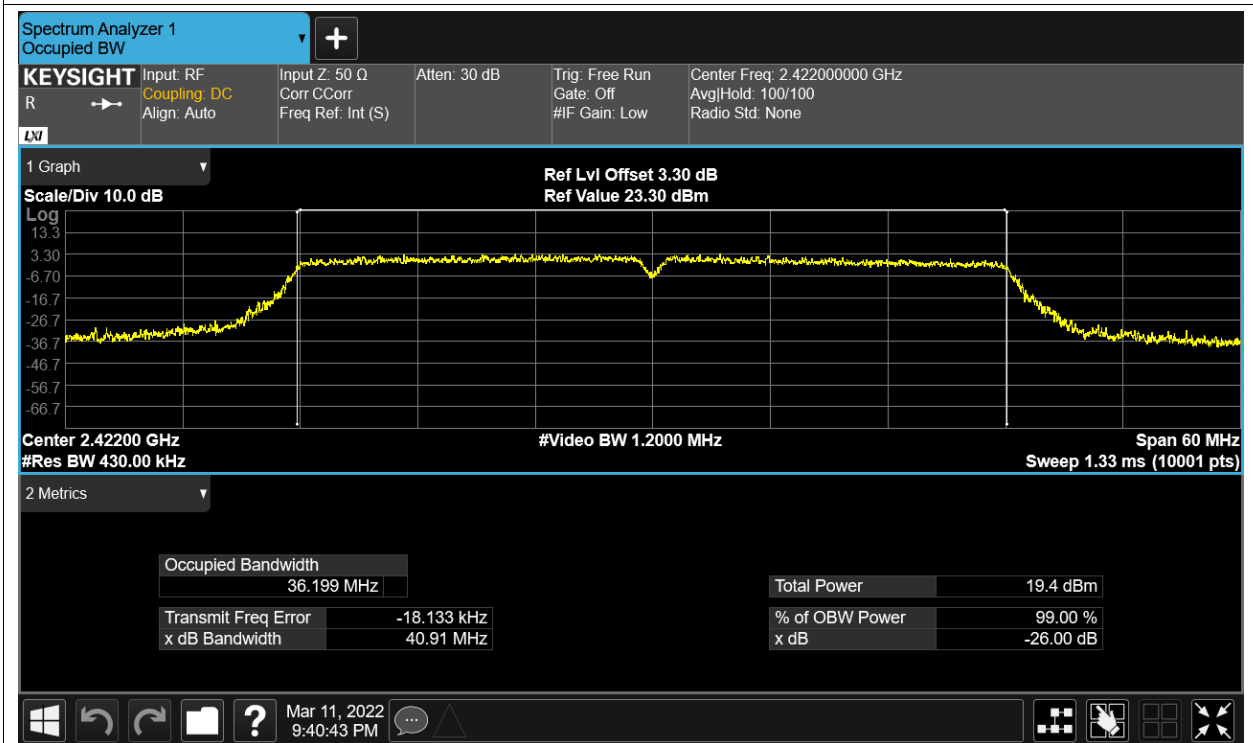 Spectrum Analyzer 1
Occupied BW
KEYSIGHT
R
LXI
Input: RF
Coupling: DC
Align: Auto
Input Z: 50 Ω
Corr CCorr
Freq Ref: Int (S)
Atten: 30 dB
Trig: Free Run
Gate: Off
#IF Gain: Low
Center Freq: 2.422000000 GHz
Avg|Hold: 100/100
Radio Std: None
1 Graph
Ref Lvl Offset 3.30 dB
Scale/Div 10.0 dB
Ref Value 23.30 dBm
Log
13.3
3.30
-6.70
-16.7
-26.7
-36.7
-46.7
-56.7
-66.7
Center 2.42200 GHz
#Video BW 1.2000 MHz
Span 60 MHz
#Res BW 430.00 kHz
Sweep 1.33 ms (10001 pts)
2 Metrics
Occupied Bandwidth
36.199 MHz
Transmit Freq Error -18.133 kHz
x dB Bandwidth 40.91 MHz
Total Power 19.4 dBm
% of OBW Power 99.00 %
x dB -26.00 dB
?
Mar 11, 2022
9:40:43 PM